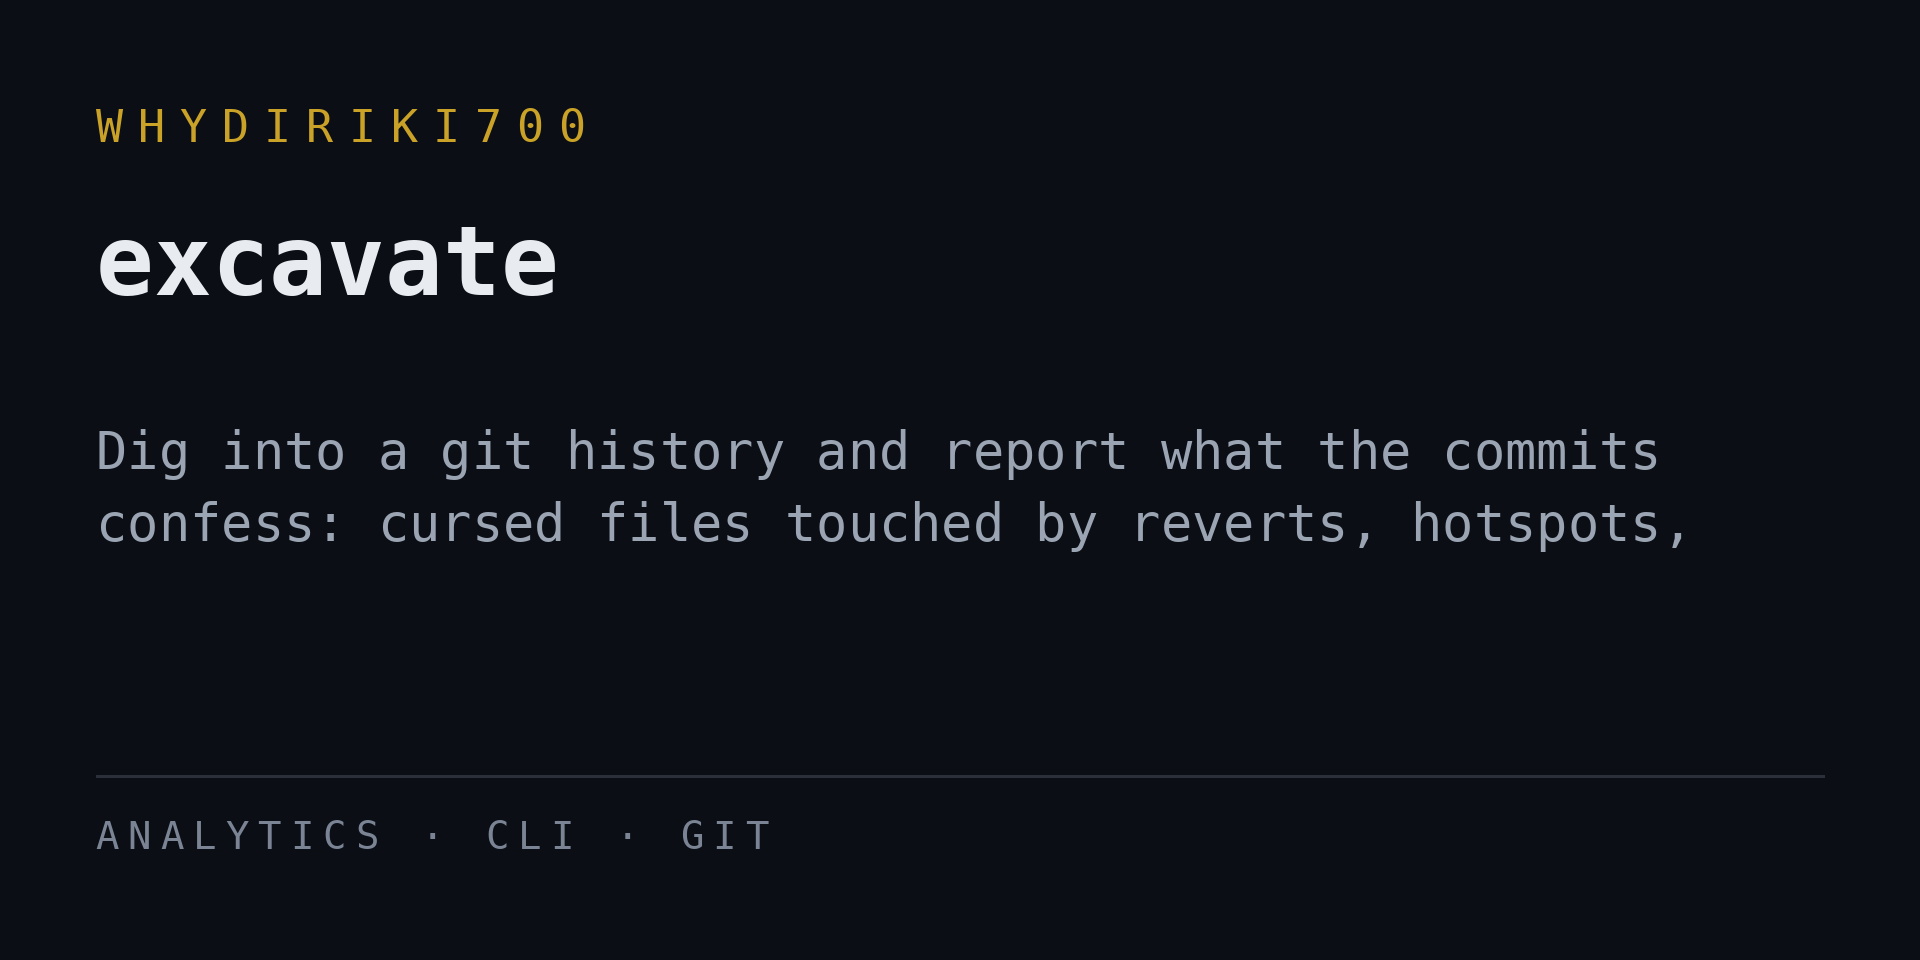 WHYDIRIKI700
excavate
Dig into a git history and report what the commits
confess: cursed files touched by reverts, hotspots,
ANALYTICS · CLI · GIT